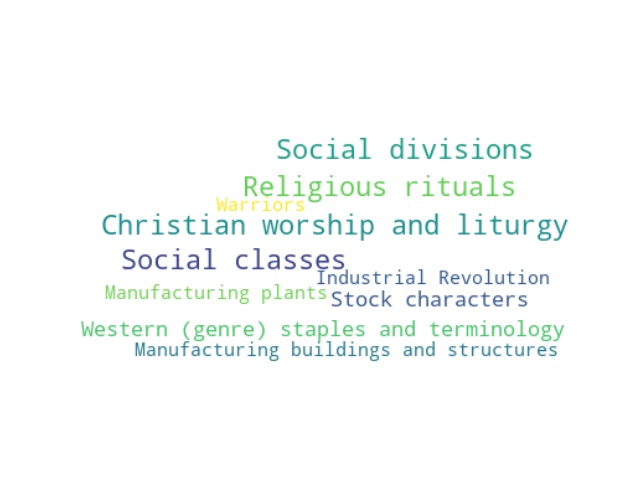 Social divisions
Religious rituals
Warriors
Christian worship and liturgy
Social classes
Industrial Revolution
Manufacturing plants
Stock characters
Western (genre) staples and terminology
Manufacturing buildings and structures